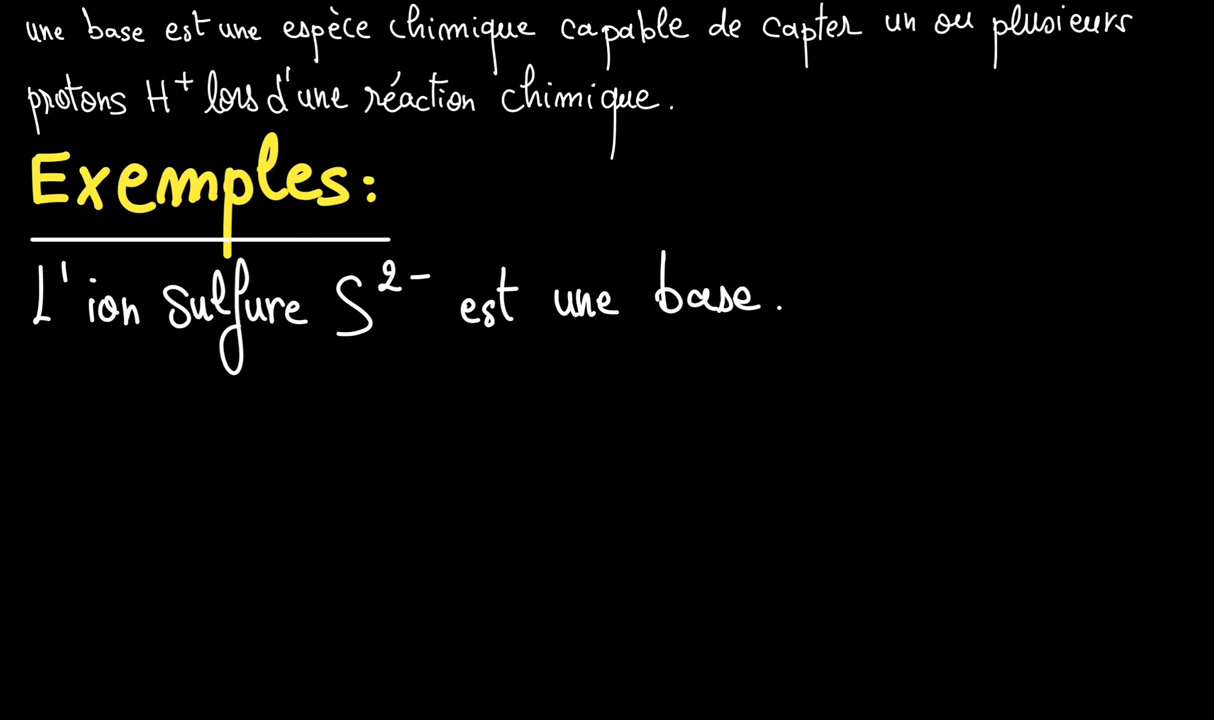 une base est une espèce chimique capable de capter un ou plusieurs
protons H⁺ lors d'une réaction chimique.
Exemples:
L'ion sulfure S²⁻ est une base.